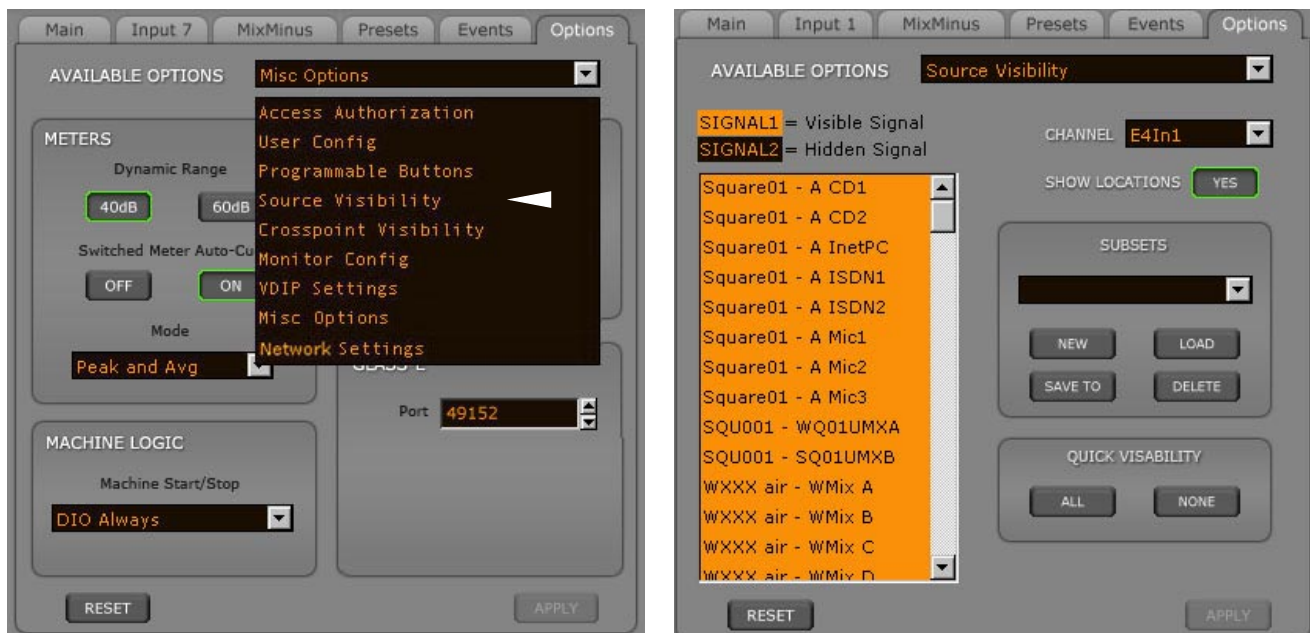 Main Input 7 MixMinus Presets Events Options
AVAILABLE OPTIONS Misc Options
Access Authorization
User Config
Programmable Buttons
Source Visibility
Crosspoint Visibility
Monitor Config
VDIP Settings
Misc Options
Network Settings
METERS
Dynamic Range
40dB 60dB
Switched Meter
OFF ON
Mode
Peak and Avg
Port 49152
MACHINE LOGIC
Machine Start/Stop
DIO Always
RESET APPLY
Main Input 1 MixMinus Presets Events Options
AVAILABLE OPTIONS Source Visibility
SIGNAL1 = Visible Signal
SIGNAL2 = Hidden Signal
CHANNEL E4In1
SHOW LOCATIONS YES
Square01 - A CD1
Square01 - A CD2
Square01 - A InetPC
Square01 - A ISDN1
Square01 - A ISDN2
Square01 - A Mic1
Square01 - A Mic2
Square01 - A Mic3
SQU001 - WQ01UMXA
SQU001 - SQ01UMXB
WXXX air - WMix A
WXXX air - WMix B
WXXX air - WMix C
WXXX air - WMix D
SUBSETS
NEW LOAD
SAVE TO DELETE
QUICK VISABILITY
ALL NONE
RESET APPLY